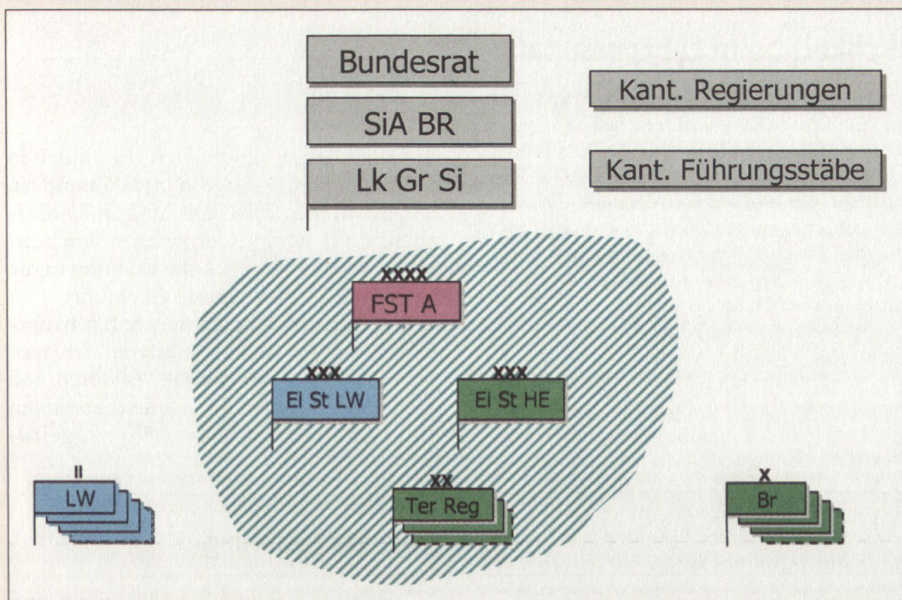 Bundesrat
SiA BR
Lk Gr Si
Kant. Regierungen
Kant. Führungsstäbe
XXXX
FST A
XXX
EI St LW
XXX
EI St HE
II
LW
XX
Ter Reg
X
Br